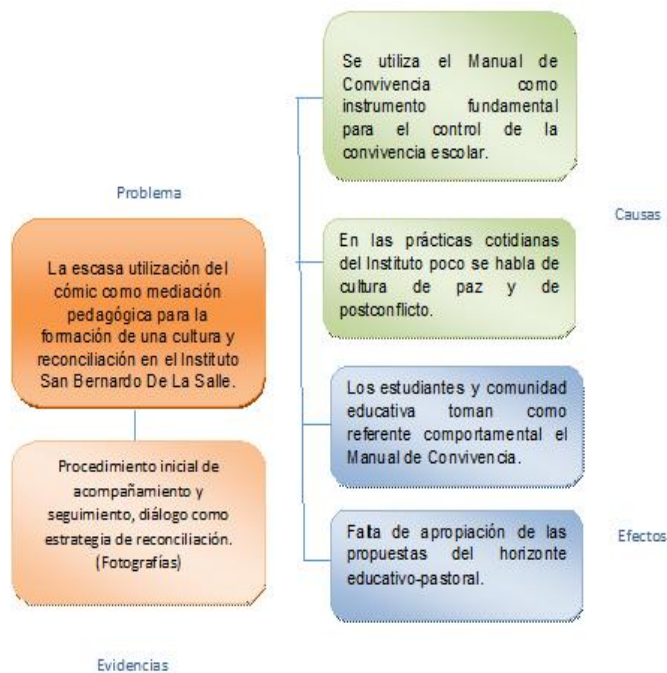 Problema
La escasa utilización del
cómic como mediación
pedagógica para la
formación de una cultura y
reconciliación en el Instituto
San Bernardo De La Salle.
Procedimiento inicial de
acompañamiento y
seguimiento, diálogo como
estrategia de reconciliación.
(Fotografías)
Evidencias
Se utiliza el Manual de
Convivencia como
instrumento fundamental
para el control de la
convivencia escolar.
En las prácticas cotidianas
del Instituto poco se habla de
cultura de paz y de
postconflicto.
Causas
Los estudiantes y comunidad
educativa toman como
referente comportamental el
Manual de Convivencia.
Falta de apropiación de las
propuestas del horizonte
educativo-pastoral.
Efectos